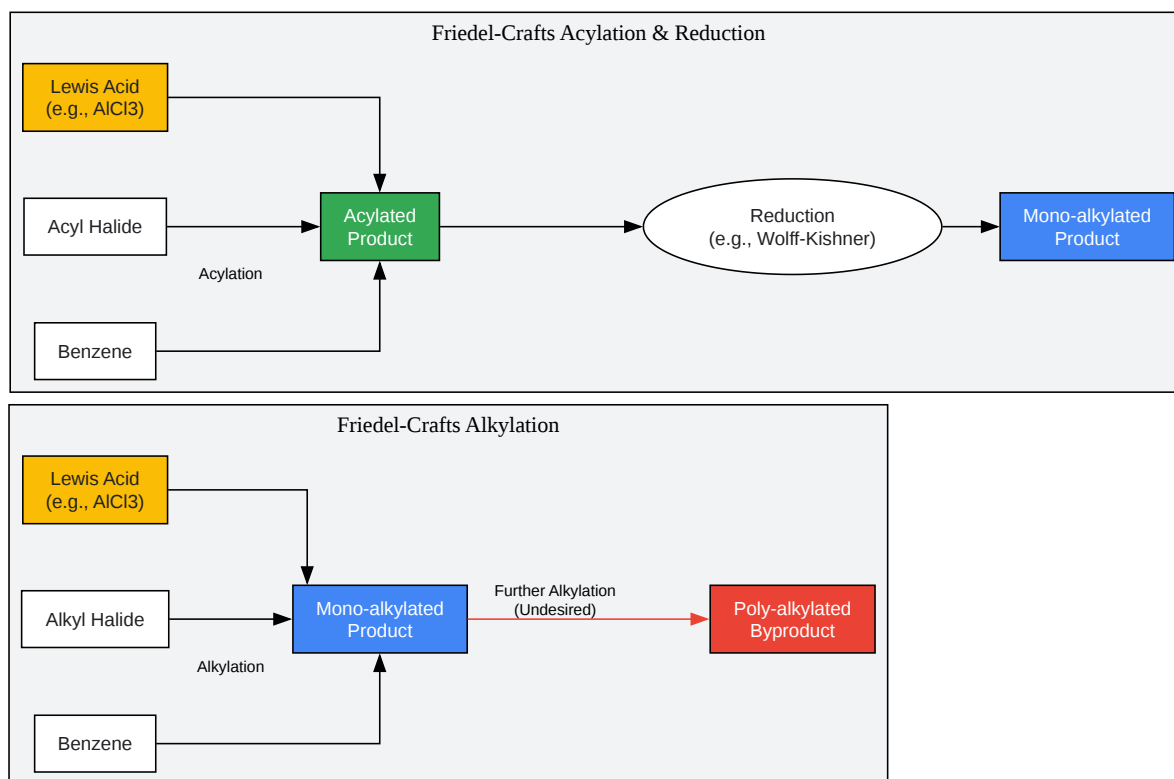 Friedel-Crafts Acylation & Reduction
Lewis Acid
(e.g., AlCl3)
Acyl Halide
Acylation
Benzene
Acylated
Product
Reduction
(e.g., Wolff-Kishner)
Mono-alkylated
Product
Friedel-Crafts Alkylation
Lewis Acid
(e.g., AlCl3)
Alkyl Halide
Alkylation
Benzene
Mono-alkylated
Product
Further Alkylation
(Undesired)
Poly-alkylated
Byproduct